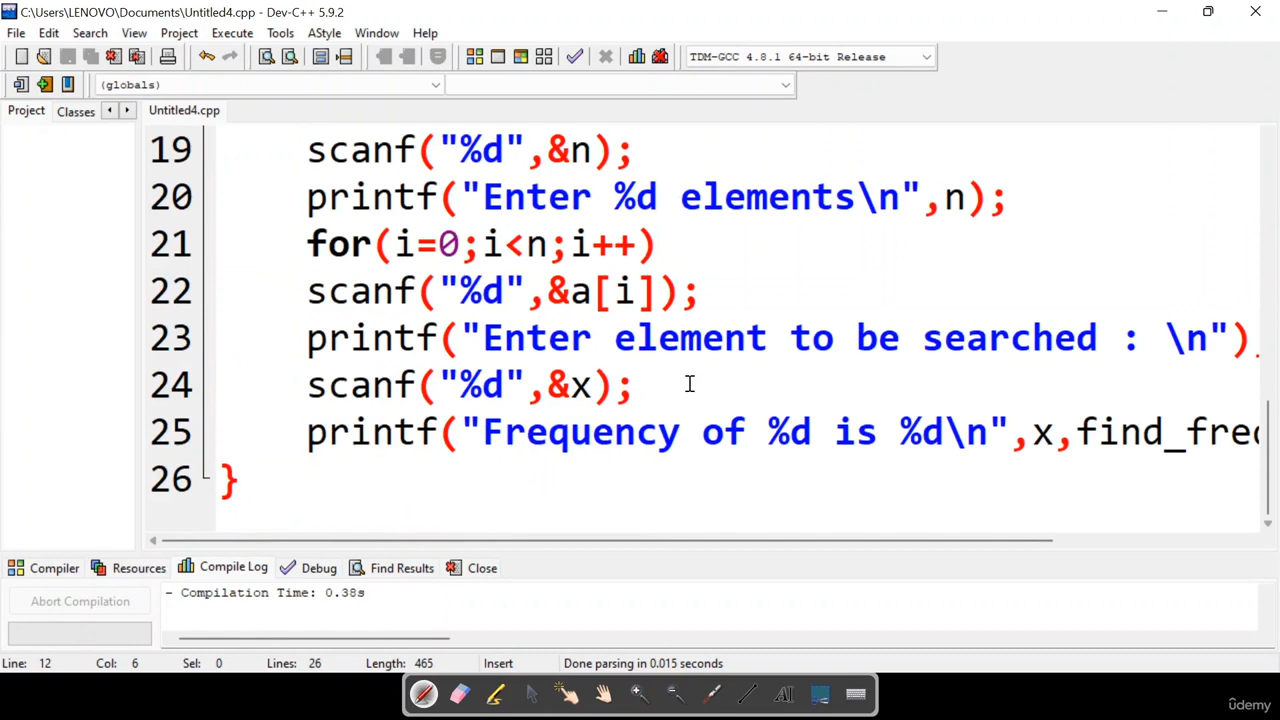 C:\Users\LENOVO\Documents\Untitled4.cpp - Dev-C++ 5.9.2
File Edit Search View Project Execute Tools AStyle Window Help
TDM-GCC 4.8.1 64-bit Release
(globals)
Project Classes Untitled4.cpp
19 scanf("%d",&n);
20 printf("Enter %d elements\n",n);
21 for(i=0;i<n;i++)
22 scanf("%d",&a[i]);
23 printf("Enter element to be searched : \n")
24 scanf("%d",&x);
25 printf("Frequency of %d is %d\n",x,find_fre
26 }
Compiler Resources Compile Log Debug Find Results Close
Abort Compilation
- Compilation Time: 0.38s
Line: 12 Col: 6 Sel: 0 Lines: 26 Length: 465 Insert Done parsing in 0.015 seconds
AI
ûdemy